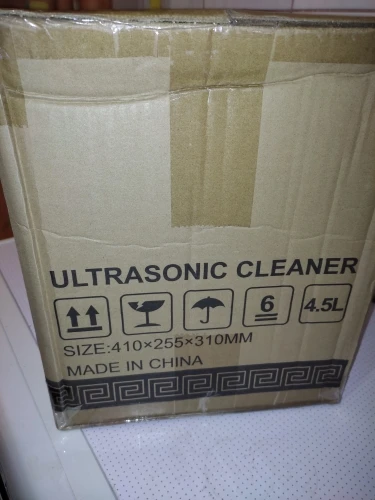 ULTRASONIC CLEANER
6 4.5L
SIZE:410×255×310MM
MADE IN CHINA